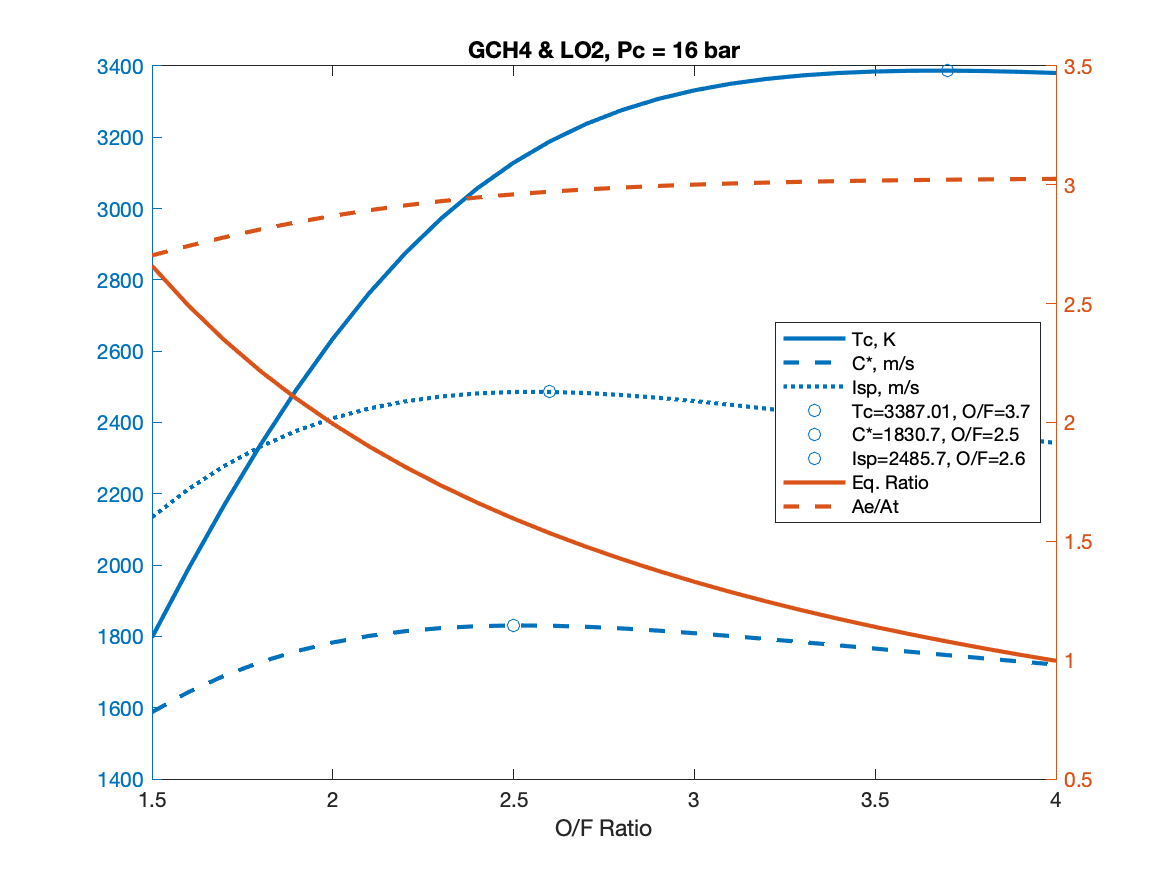 GCH4 & LO2, Pc = 16 bar
3400
3200
3000
2800
2600
2400
2200
2000
1800
1600
1400
3.5
3
2.5
2
1.5
1
0.5
Tc, K
C*, m/s
Isp, m/s
Tc=3387.01, O/F=3.7
C*=1830.7, O/F=2.5
Isp=2485.7, O/F=2.6
Eq. Ratio
Ae/At
1.5 2 2.5 3 3.5 4
O/F Ratio